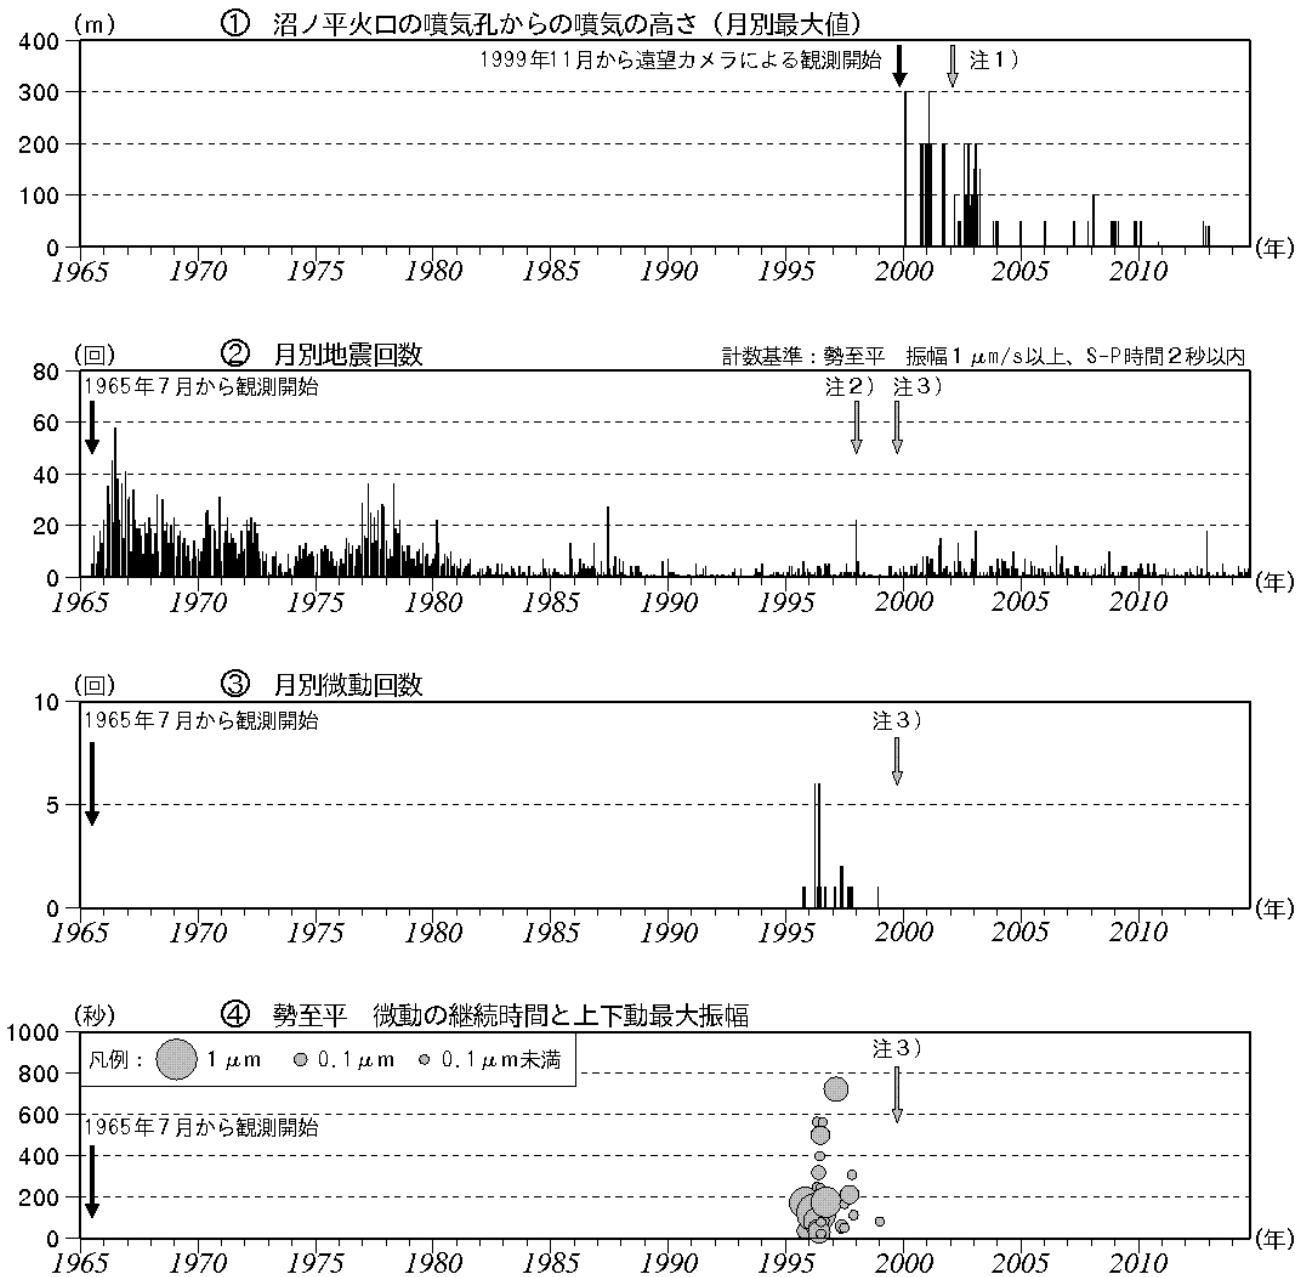 (m) ① 沼ノ平火口の噴気孔からの噴気の高さ（月別最大値）
400
1999年11月から遠望カメラによる観測開始 注１）
300
200
100
0
1965 1970 1975 1980 1985 1990 1995 2000 2005 2010 (年)
(回) ② 月別地震回数 計数基準：勢至平 振幅１μm/s以上、S-P時間２秒以内
80
1965年７月から観測開始 注２） 注３）
60
40
20
0
1965 1970 1975 1980 1985 1990 1995 2000 2005 2010 (年)
(回) ③ 月別微動回数
10
1965年７月から観測開始 注３）
5
0
1965 1970 1975 1980 1985 1990 1995 2000 2005 2010 (年)
(秒) ④ 勢至平 微動の継続時間と上下動最大振幅
1000
凡例： １μm 0.1μm 0.1μm未満 注３）
800
600
1965年７月から観測開始
400
200
0
1965 1970 1975 1980 1985 1990 1995 2000 2005 2010 (年)